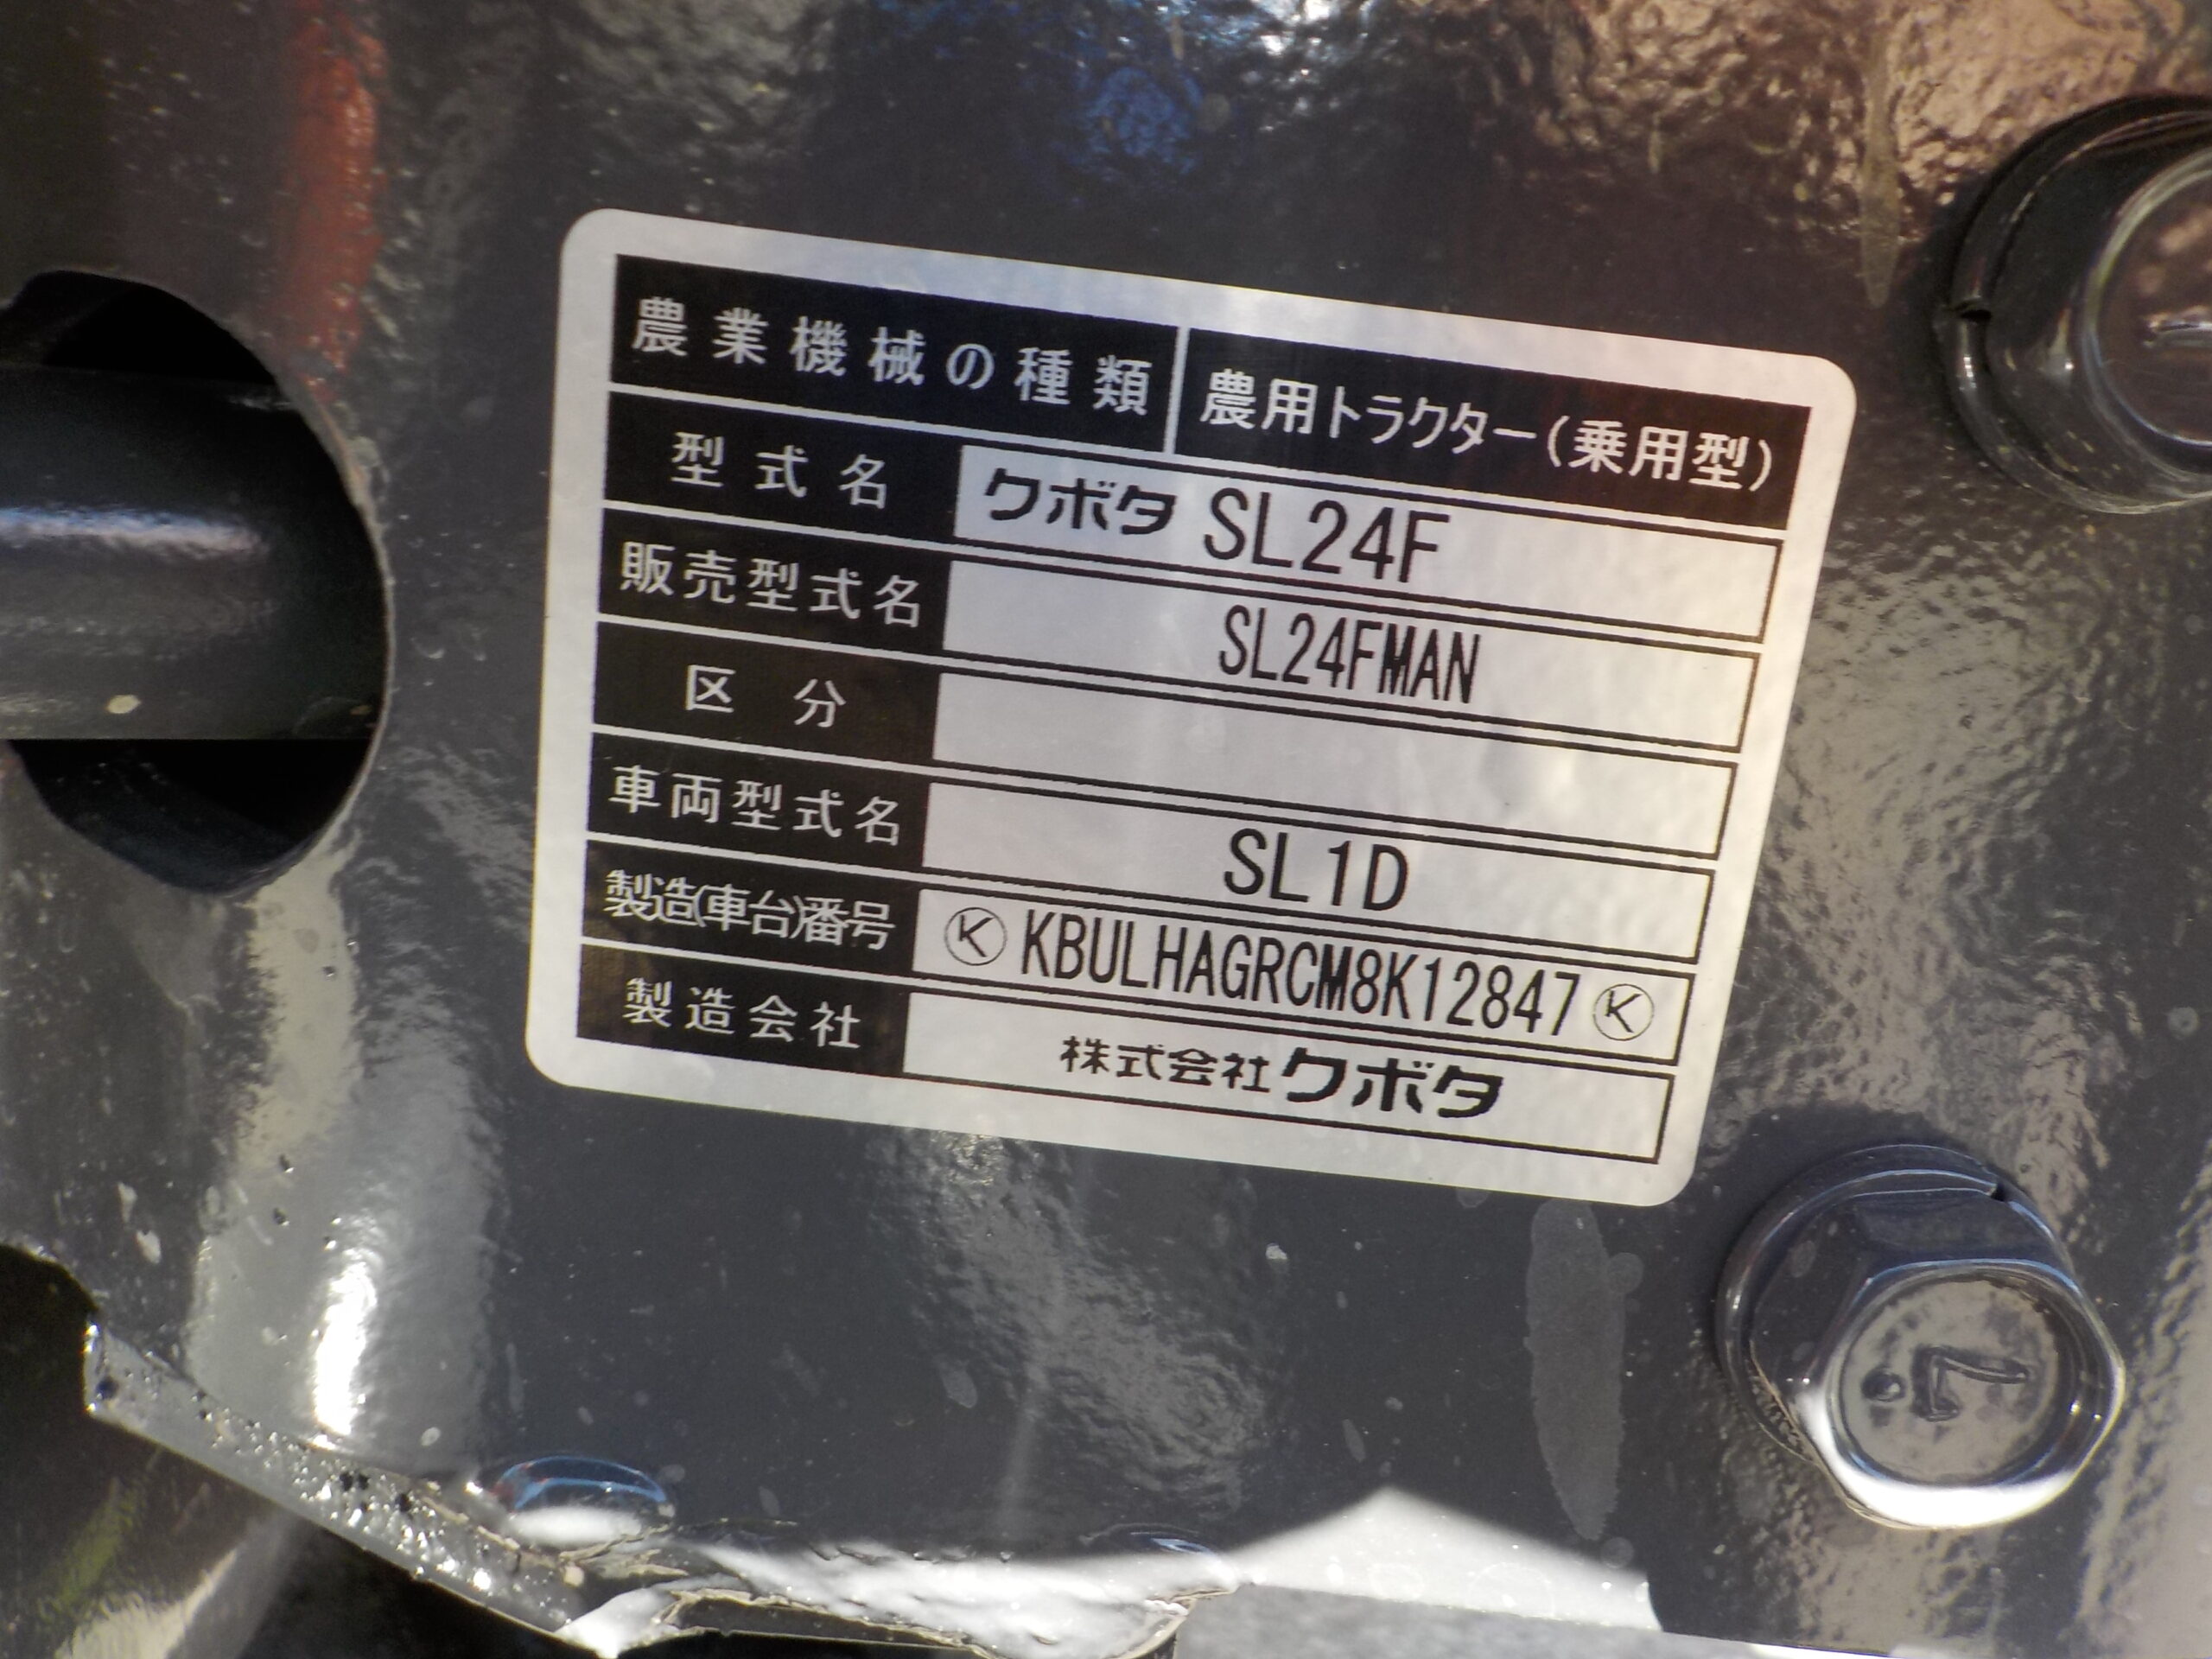 農業機械の種類 農用トラクター(乗用型)
型式名 クボタ SL24F
販売型式名 SL24FMAN
区分
車両型式名 SL1D
製造(車台)番号 Ⓚ KBULHAGRCM8K12847 Ⓚ
製造会社 株式会社クボタ
7